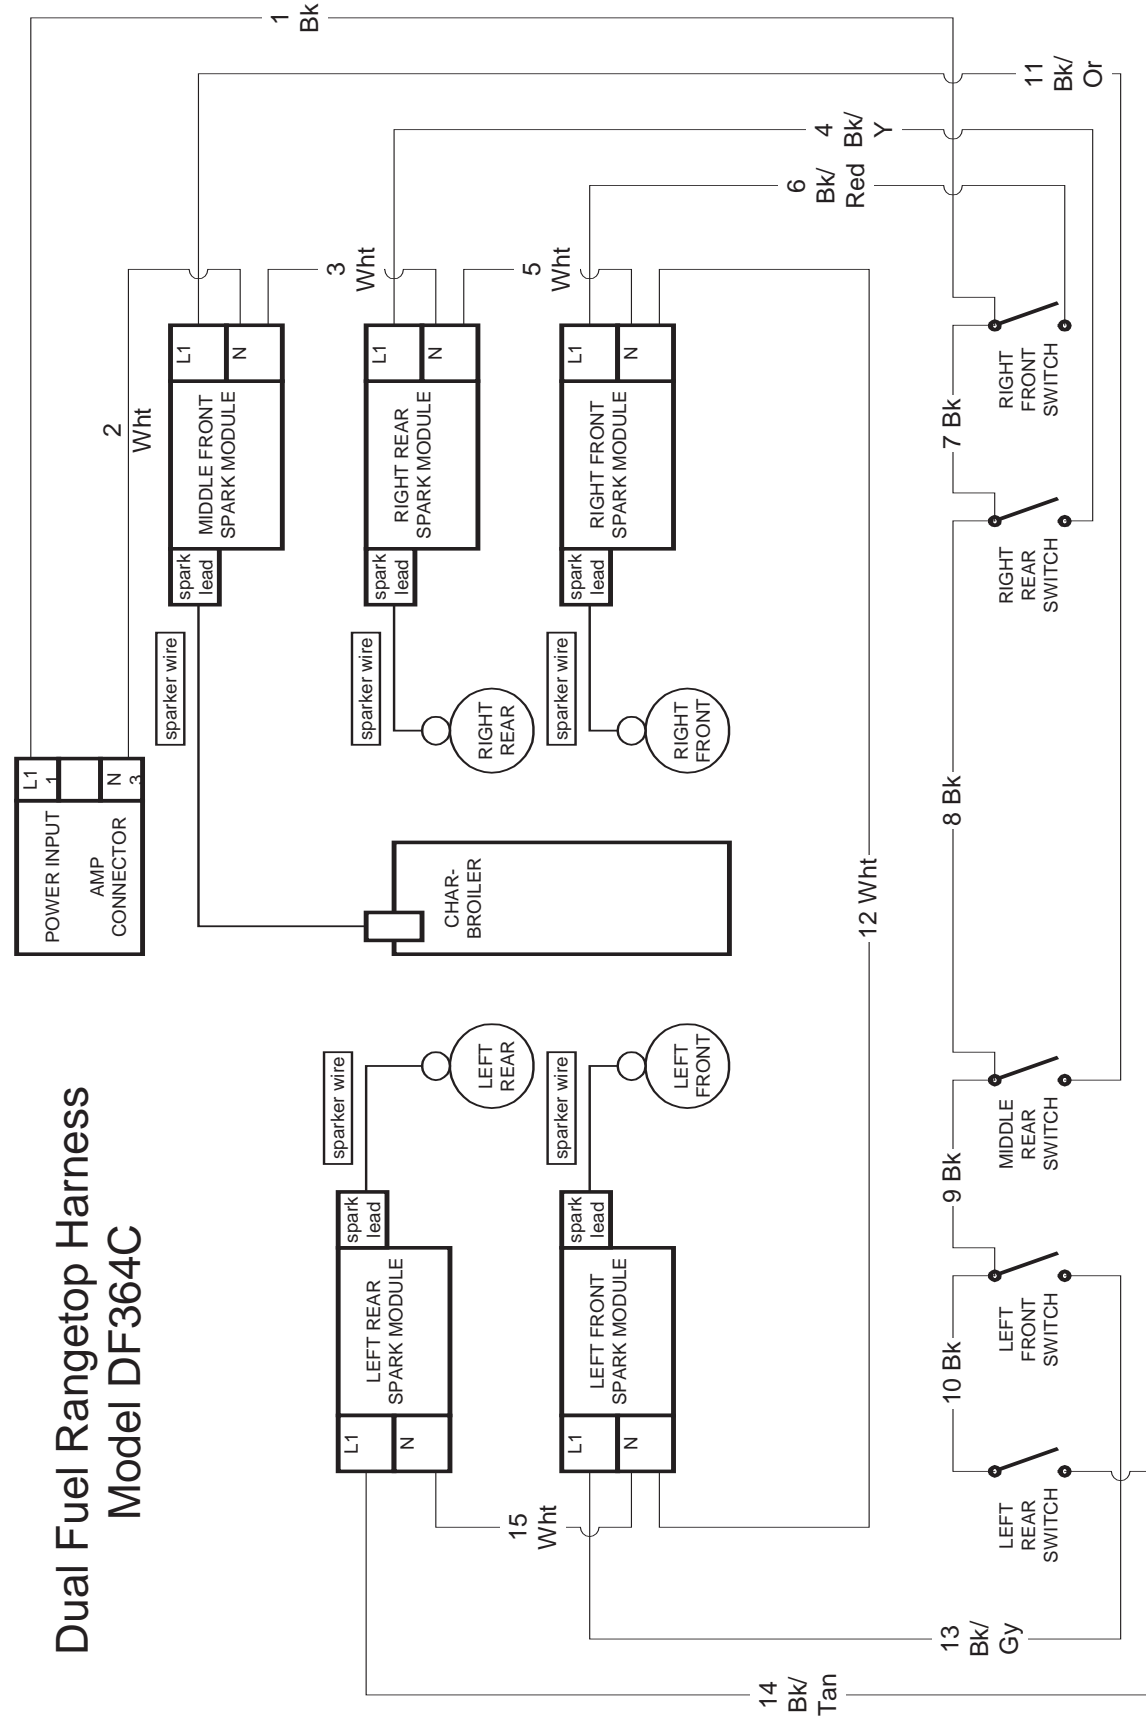 Dual Fuel Rangetop Harness
Model DF364C
POWER INPUT
AMP
CONNECTOR
L1
1
N
3
1
Bk
2
Wht
11
Bk/
Or
4
Bk/
Y
6
Bk/
Red
3
Wht
5
Wht
MIDDLE FRONT
SPARK MODULE
L1
N
spark
lead
sparker wire
RIGHT REAR
SPARK MODULE
L1
N
spark
lead
sparker wire
RIGHT
REAR
RIGHT FRONT
SPARK MODULE
L1
N
spark
lead
sparker wire
RIGHT
FRONT
CHAR-
BROILER
LEFT REAR
SPARK MODULE
L1
N
spark
lead
sparker wire
LEFT
REAR
LEFT FRONT
SPARK MODULE
L1
N
spark
lead
sparker wire
LEFT
FRONT
15
Wht
12 Wht
14
Bk/
Tan
13
Bk/
Gy
10 Bk
9 Bk
8 Bk
7 Bk
LEFT
REAR
SWITCH
LEFT
FRONT
SWITCH
MIDDLE
REAR
SWITCH
RIGHT
REAR
SWITCH
RIGHT
FRONT
SWITCH